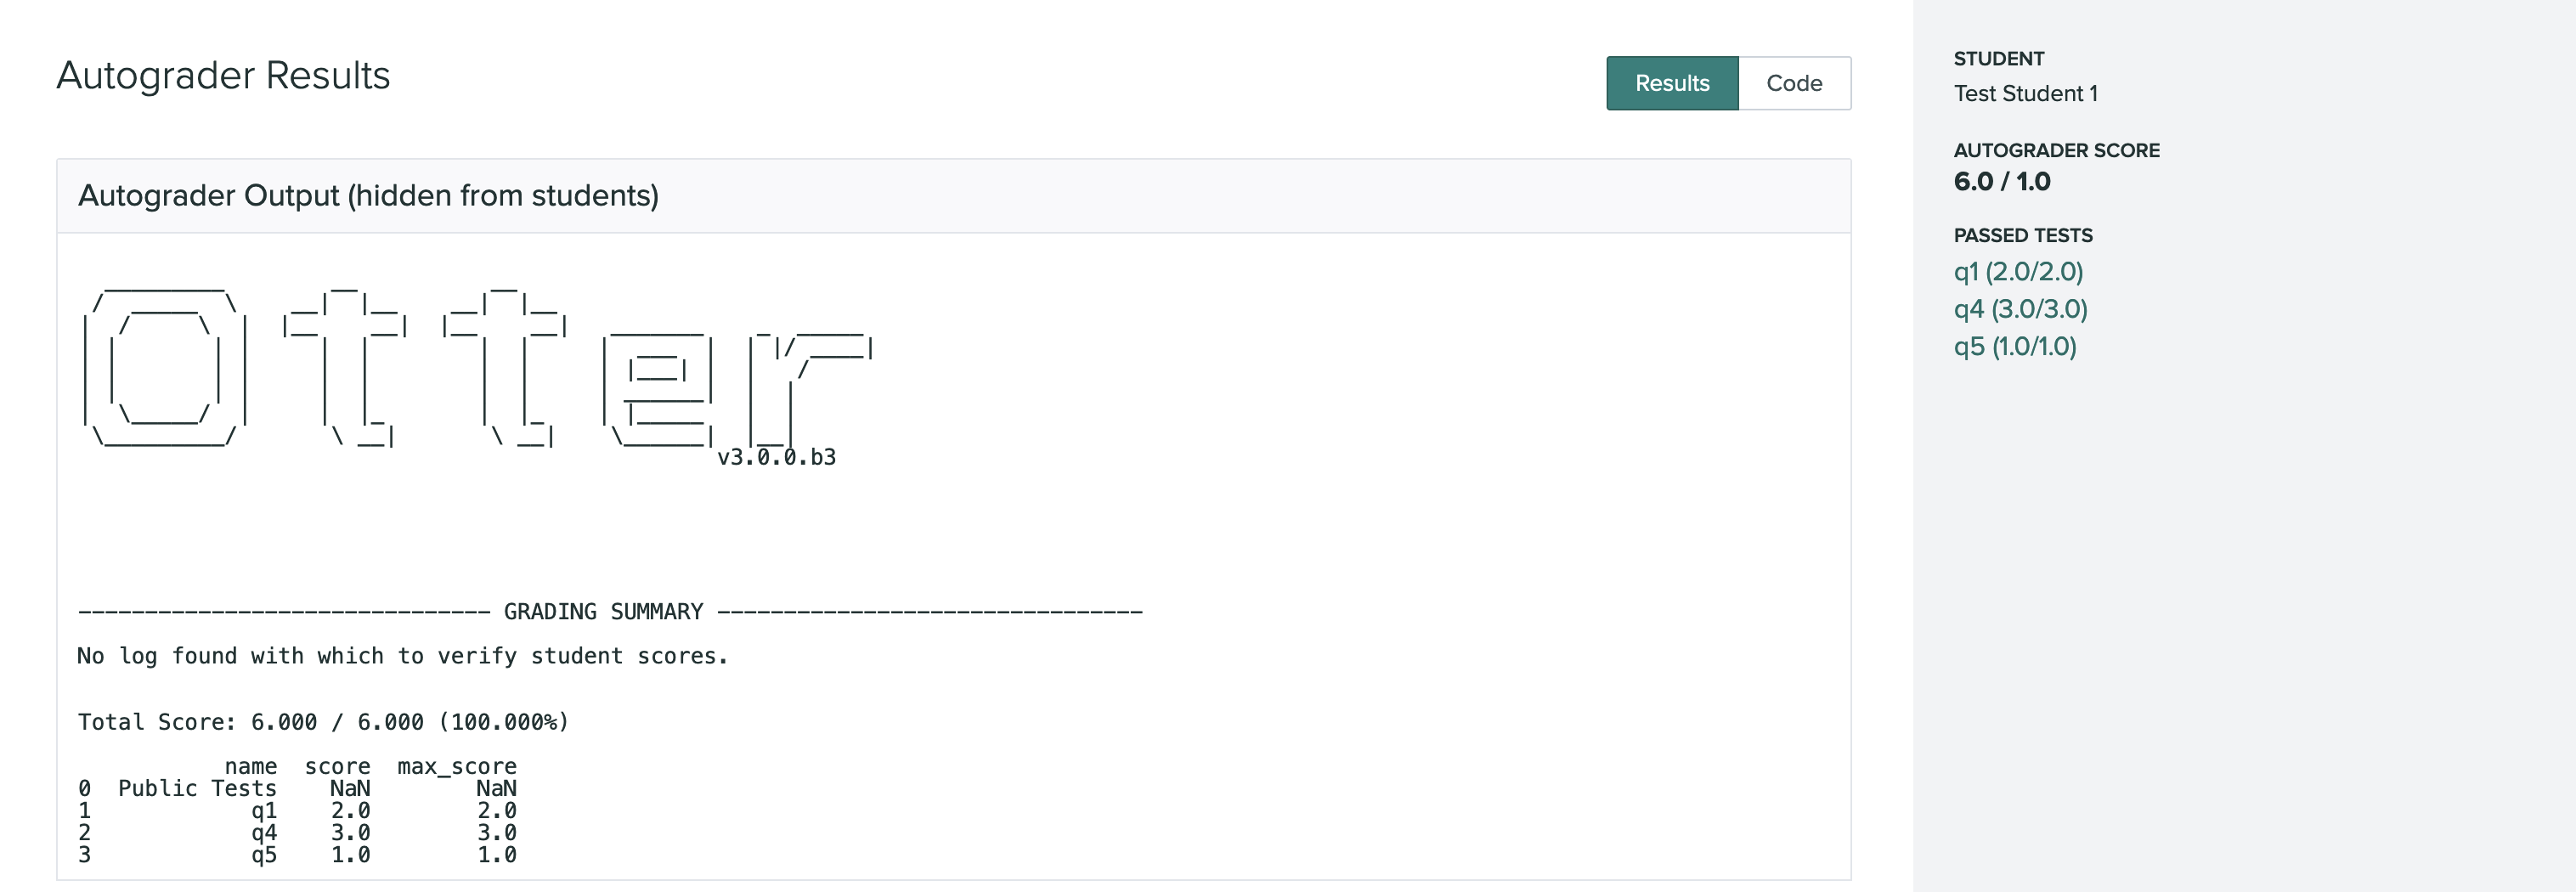 Autograder Results
Results
Code
Autograder Output (hidden from students)
Otter
v3.0.0.b3
------------------------------- GRADING SUMMARY --------------------------------
No log found with which to verify student scores.
Total Score: 6.000 / 6.000 (100.000%)
name score max_score
0 Public Tests NaN NaN
1 q1 2.0 2.0
2 q4 3.0 3.0
3 q5 1.0 1.0
STUDENT
Test Student 1
AUTOGRADER SCORE
6.0 / 1.0
PASSED TESTS
q1 (2.0/2.0)
q4 (3.0/3.0)
q5 (1.0/1.0)